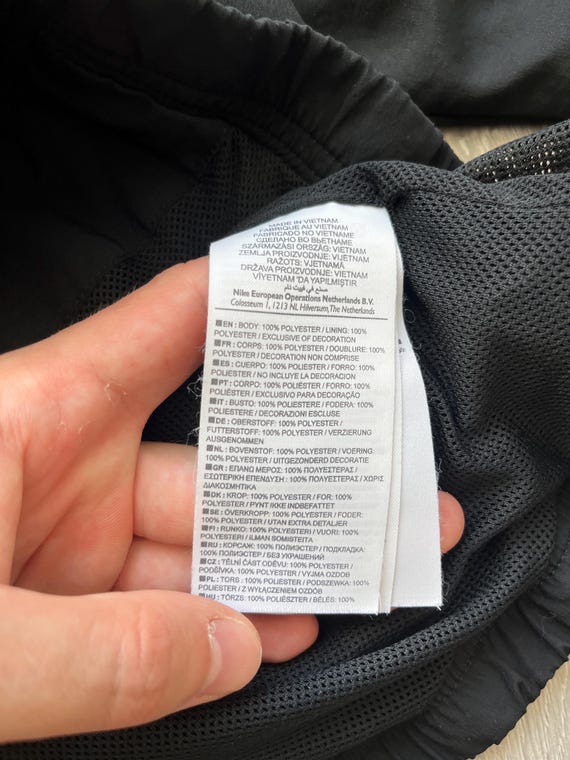 MADE IN VIETNAM
FABRIQUE AU VIETNAM
FABRICADO NO VIETNAME
СДЕЛАНО ВО ВЬЕТНАМЕ
SZÁRMAZÁSI ORSZÁG: VIETNAM
ZEMLJA PROIZVODNJE: VIJETNAM
RAŽOTS: VJETNAMĀ
DRŽAVA PROIZVODNJE: VIETNAM
VİYETNAM 'DA YAPILMIŞTIR
صنع في فييت نام
Nike European Operations Netherlands B.V.
Colosseum 1, 1213 NL Hilversum, The Netherlands
■EN : BODY: 100% POLYESTER / LINING: 100%
POLYESTER / EXCLUSIVE OF DECORATION
■FR : CORPS: 100% POLYESTER / DOUBLURE: 100%
POLYESTER / DECORATION NON COMPRISE
■ES : CUERPO: 100% POLIÉSTER / FORRO: 100%
POLIÉSTER / NO INCLUYE LA DECORACION
■PT : CORPO: 100% POLIÉSTER / FORRO: 100%
POLIÉSTER / EXCLUSIVO PARA DECORAÇÃO
■IT : BUSTO: 100% POLIESTERE / FODERA: 100%
POLIESTERE / DECORAZIONI ESCLUSE
■DE : OBERSTOFF: 100% POLYESTER /
FUTTERSTOFF: 100% POLYESTER / VERZIERUNG
AUSGENOMMEN
■NL : BOVENSTOF: 100% POLYESTER / VOERING:
100% POLYESTER / UITGEZONDERD DECORATIE
■GR : ΕΠΑΝΩ ΜΕΡΟΣ: 100% ΠΟΛΥΕΣΤΕΡΑΣ /
ΕΣΩΤΕΡΙΚΗ ΕΠΕΝΔΥΣΗ : 100% ΠΟΛΥΕΣΤΕΡΑΣ / ΧΩΡΙΣ
ΔΙΑΚΟΣΜΗΤΙΚΑ
■DK : KROP: 100% POLYESTER / FOR: 100%
POLYESTER / PYNT IKKE INDBEFATTET
■SE : ÖVERKROPP: 100% POLYESTER / FODER:
100% POLYESTER / UTAN EXTRA DETALJER
■FI : RUNKO: 100% POLYESTERI / VUORI: 100%
POLYESTERI / ILMAN SOMISTEITA
■RU : КОРСАЖ: 100% ПОЛИЭСТЕР / ПОДКЛАДКА:
100% ПОЛИЭСТЕР / БЕЗ УКРАШЕНИЙ
■CZ : TĚLNÍ ČÁST ODĚVU: 100% POLYESTER /
PODŠÍVKA: 100% POLYESTER / VYJMA OZDOB
■PL : TORS : 100% POLIESTER / PODSZEWKA: 100%
POLIESTER / Z WYŁĄCZENIEM OZDÓB
■HU : TÖRZS: 100% POLIÉSZTER / BÉLÉS: 100%